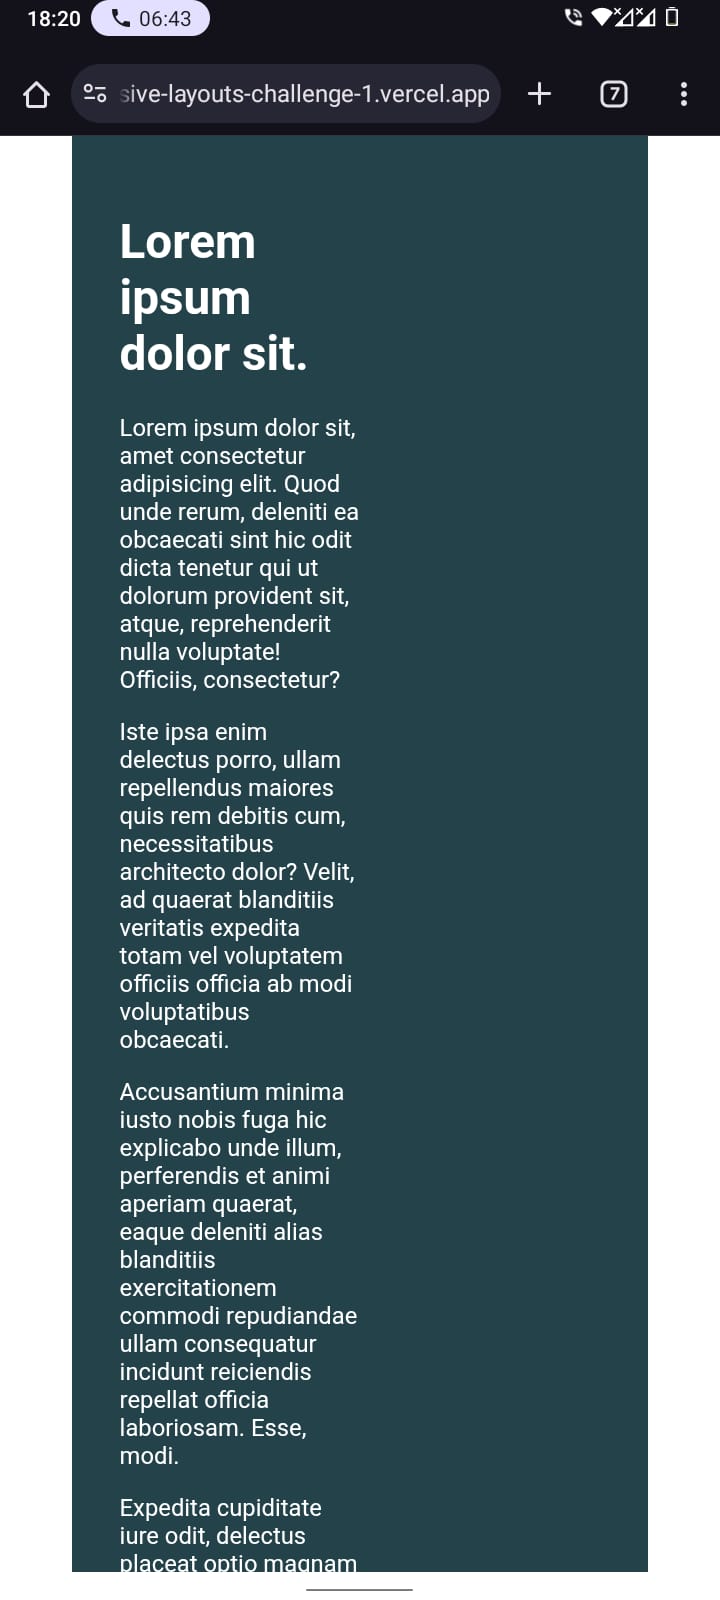 18:20 06:43
sive-layouts-challenge-1.vercel.app 7
Lorem
ipsum
dolor sit.
Lorem ipsum dolor sit,
amet consectetur
adipisicing elit. Quod
unde rerum, deleniti ea
obcaecati sint hic odit
dicta tenetur qui ut
dolorum provident sit,
atque, reprehenderit
nulla voluptate!
Officiis, consectetur?
Iste ipsa enim
delectus porro, ullam
repellendus maiores
quis rem debitis cum,
necessitatibus
architecto dolor? Velit,
ad quaerat blanditiis
veritatis expedita
totam vel voluptatem
officiis officia ab modi
voluptatibus
obcaecati.
Accusantium minima
iusto nobis fuga hic
explicabo unde illum,
perferendis et animi
aperiam quaerat,
eaque deleniti alias
blanditiis
exercitationem
commodi repudiandae
ullam consequatur
incidunt reiciendis
repellat officia
laboriosam. Esse,
modi.
Expedita cupiditate
iure odit, delectus
placeat optio magnam